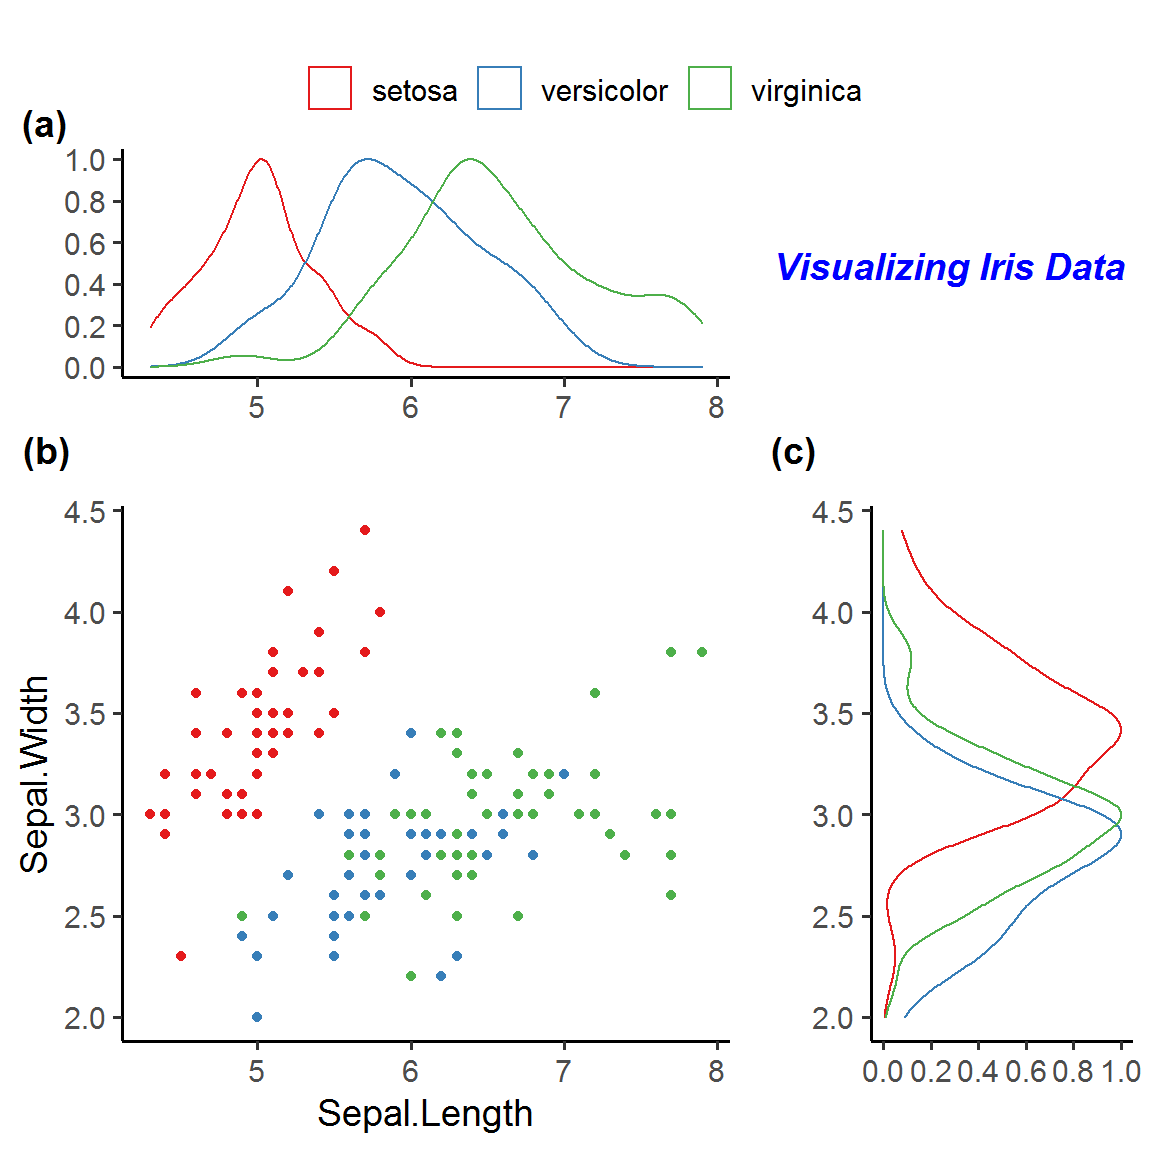 setosa versicolor virginica
(a)
1.0
0.8
0.6
0.4
0.2
0.0
5 6 7 8
Visualizing Iris Data
(b)
4.5
4.0
3.5
3.0
2.5
2.0
Sepal.Width
5 6 7 8
Sepal.Length
(c)
4.5
4.0
3.5
3.0
2.5
2.0
0.0 0.2 0.4 0.6 0.8 1.0